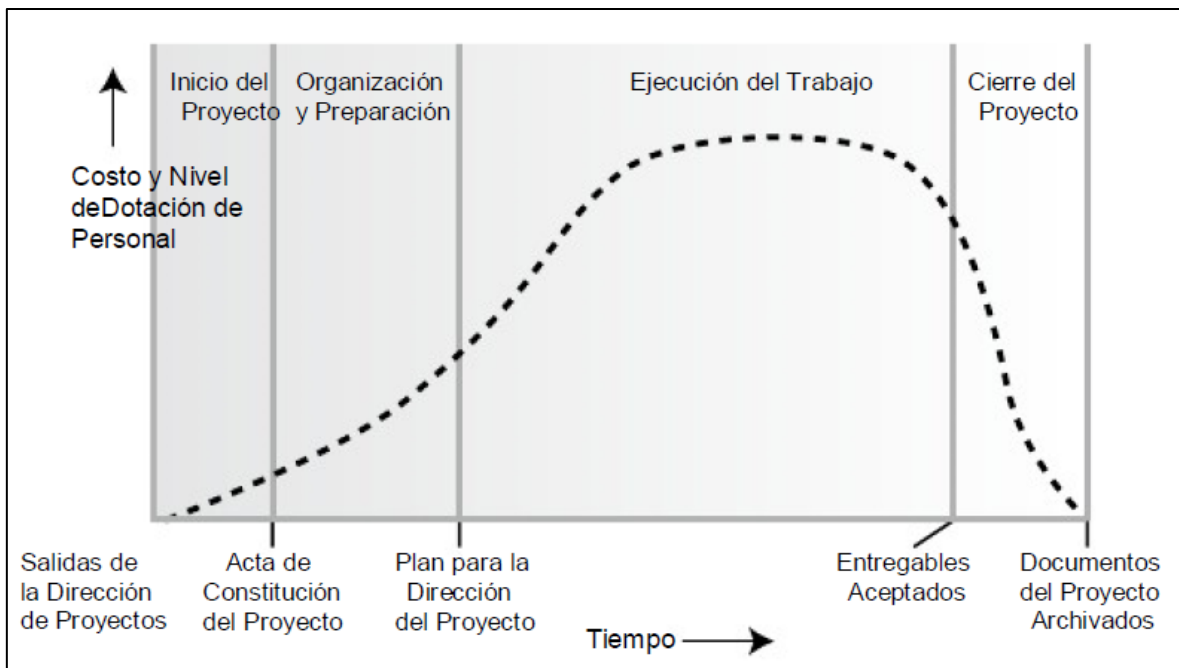 Inicio del
Proyecto
Organización
y Preparación
Ejecución del Trabajo
Cierre del
Proyecto
Costo y Nivel
deDotación de
Personal
Salidas de
la Dirección
de Proyectos
Acta de
Constitución
del Proyecto
Plan para la
Dirección
del Proyecto
Entregables
Aceptados
Documentos
del Proyecto
Archivados
Tiempo